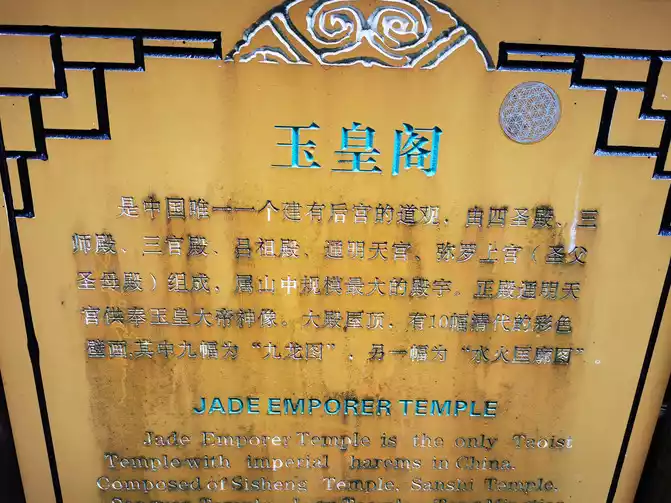 玉皇阁
是中国唯一一个建有后宫的道观，由四圣殿、三
师殿、三官殿、吕祖殿、通明天宫、弥罗上宫（圣父
圣母殿）组成，属山中规模最大的殿宇。正殿通明天
官供奉玉皇大帝神像。大殿屋顶，有10幅清代的彩色
壁画,其中九幅为“九龙图”，另一幅为“水火匡廓图”
JADE EMPORER TEMPLE
Jade Emporer Temple is the only Taoist
Temple with imperial harems in China.
Composed of Sisheng Temple, Sanshi Temple,